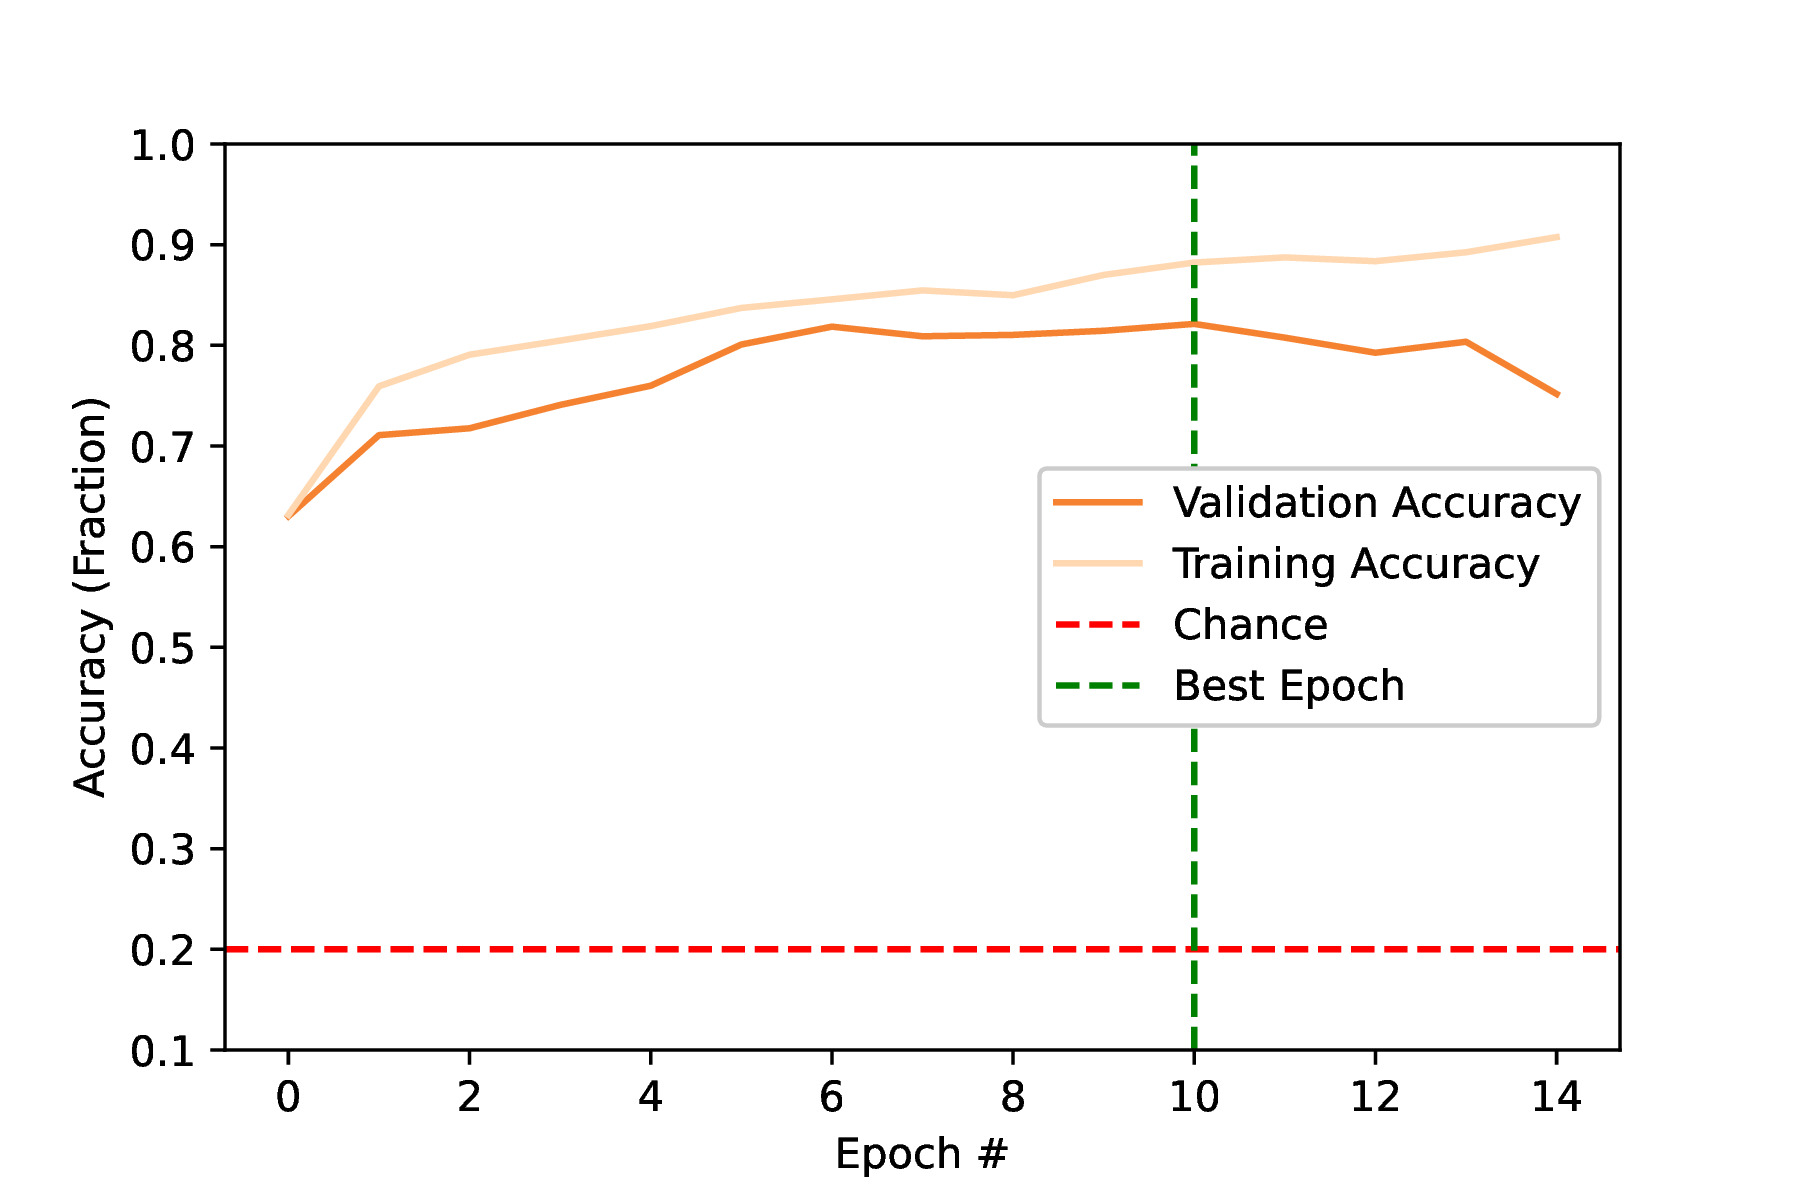 1.0
0.9
0.8
0.7
0.6
0.5
0.4
0.3
0.2
0.1
Accuracy (Fraction)
Validation Accuracy
Training Accuracy
Chance
Best Epoch
0 2 4 6 8 10 12 14
Epoch #